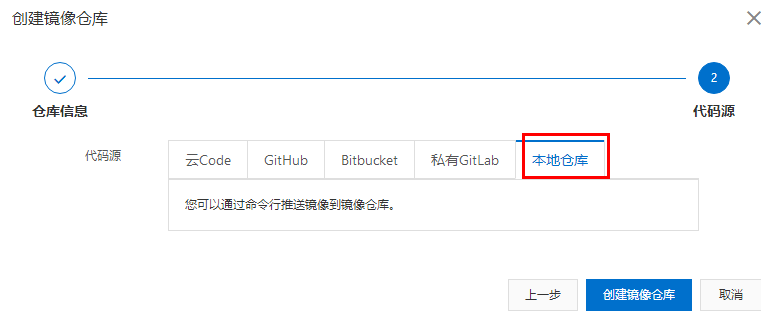 创建镜像仓库
2
仓库信息
代码源
代码源
云Code
GitHub
Bitbucket
私有GitLab
本地仓库
您可以通过命令行推送镜像到镜像仓库。
上一步
创建镜像仓库
取消